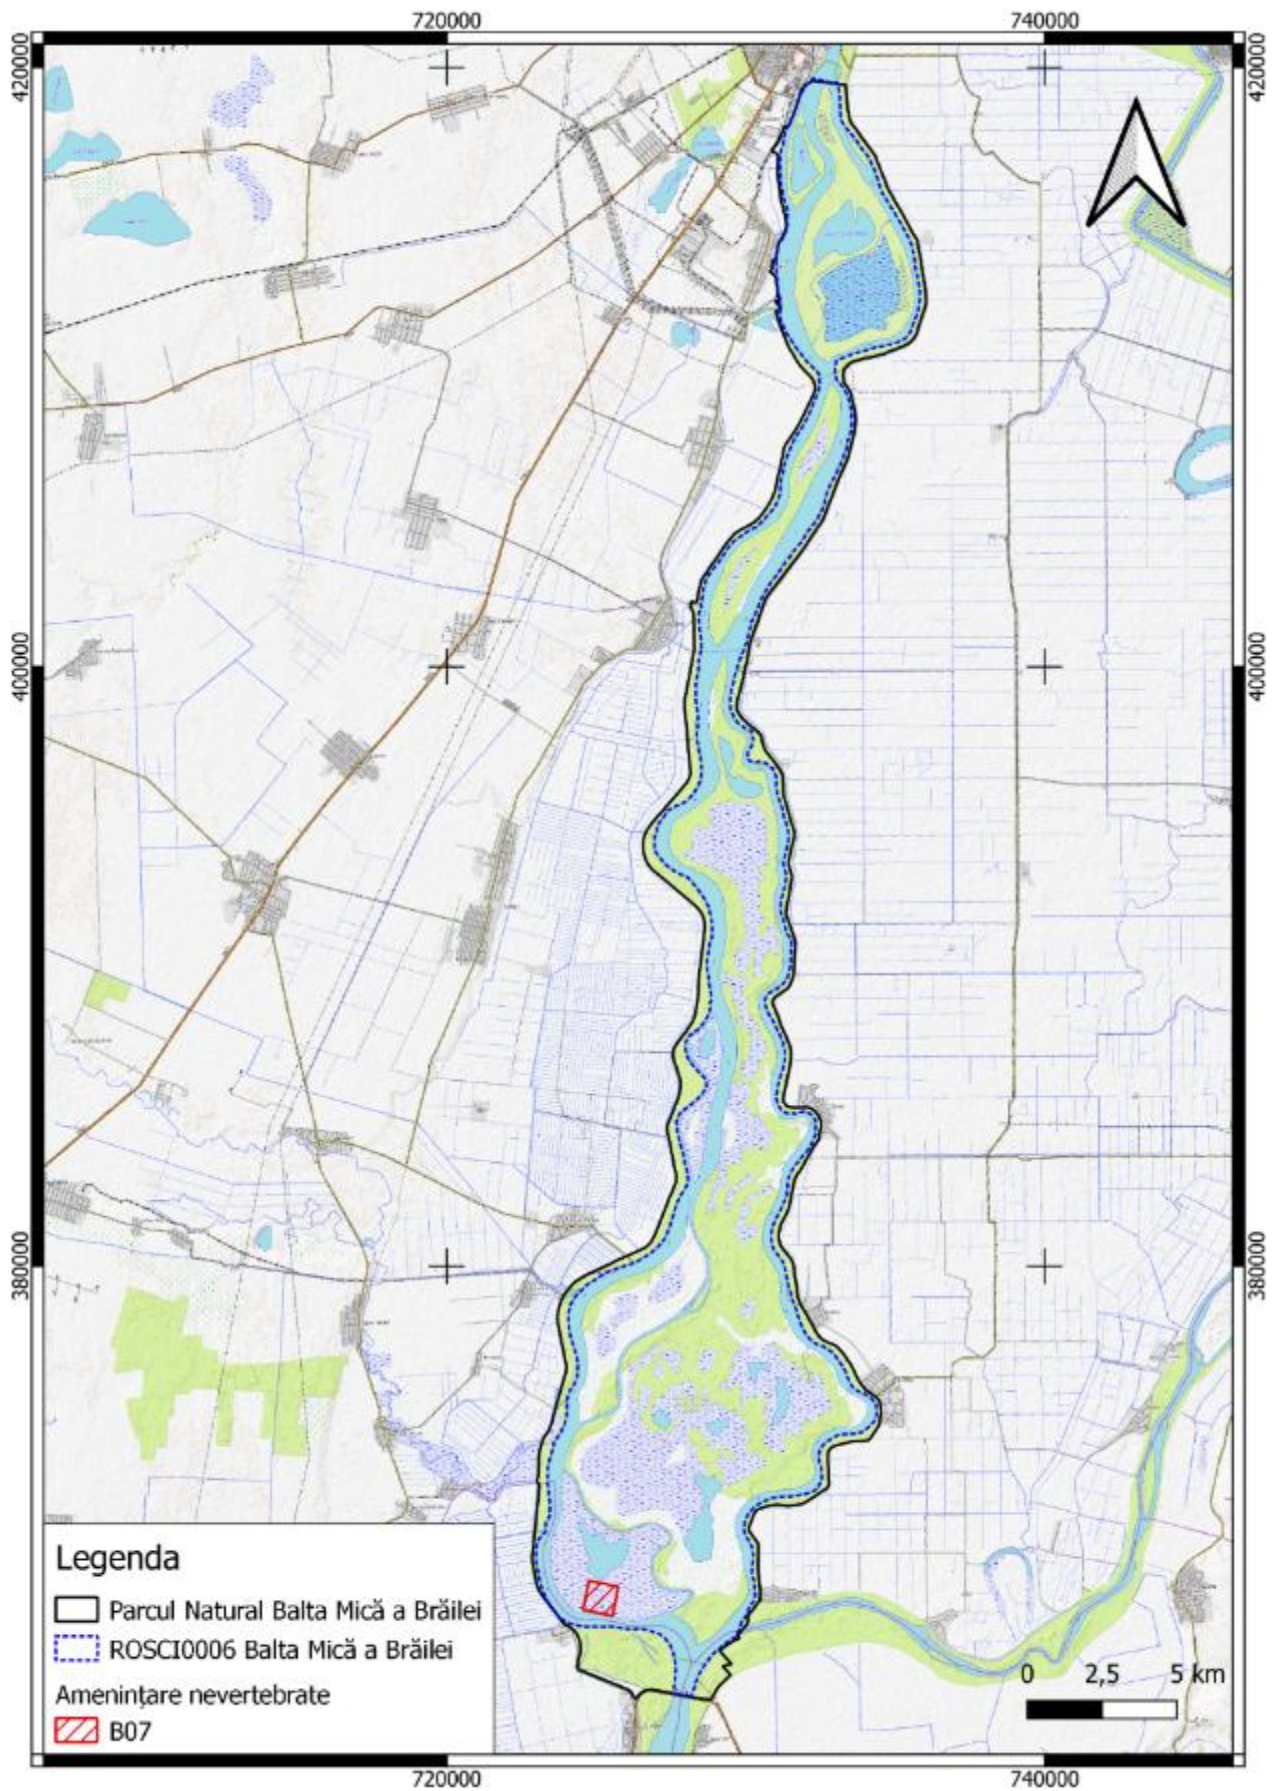 720000
740000
420000
420000
400000
400000
380000
380000
Legenda
Parcul Natural Balta Mică a Brăilei
ROSCI0006 Balta Mică a Brăilei
Amenințare nevertebrate
B07
0 2,5 5 km
720000
740000